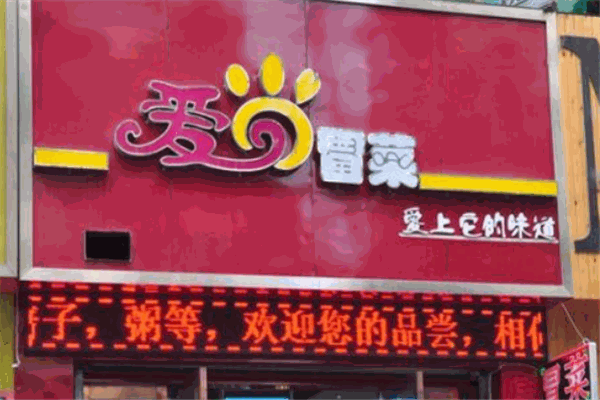 爱尚冒菜
爱上它的味道
子，粥等，欢迎您的品尝，相
冒菜